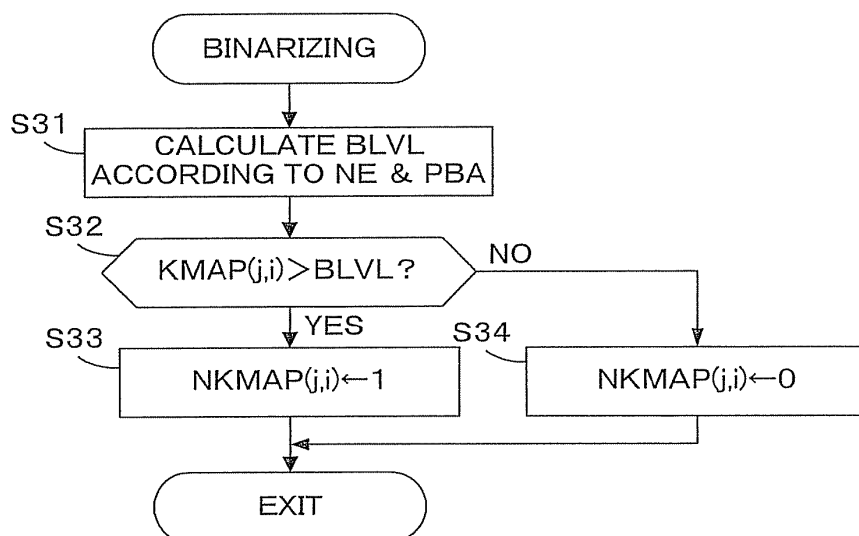 BINARIZING
S31
CALCULATE BLVL
ACCORDING TO NE & PBA
S32
KMAP(j,i)>BLVL?
NO
YES
S33
NKMAP(j,i)←1
S34
NKMAP(j,i)←0
EXIT